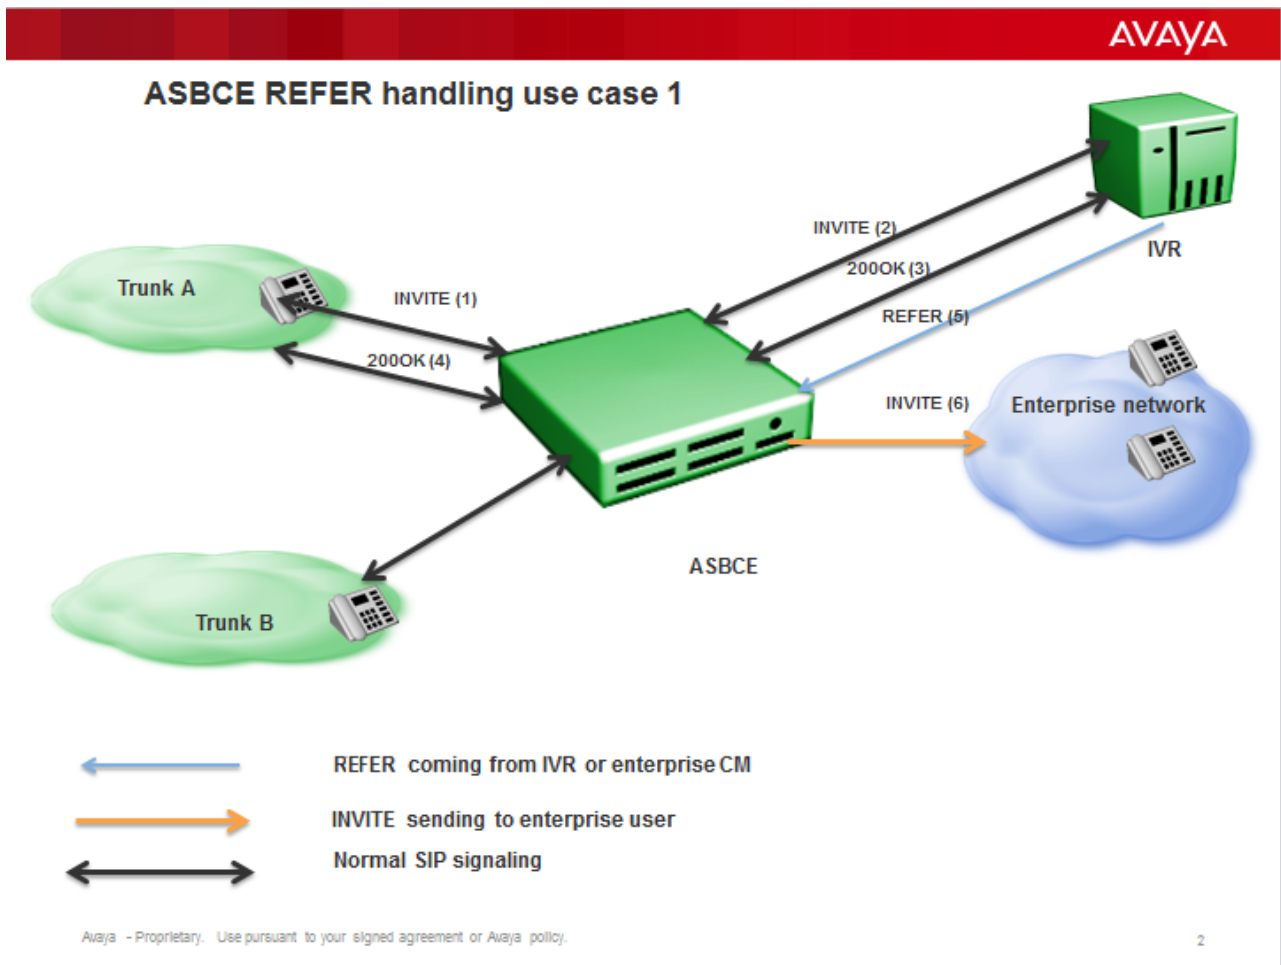 AVAYA
ASBCE REFER handling use case 1
INVITE (2)
IVR
200OK (3)
Trunk A
INVITE (1)
REFER (5)
200OK (4)
INVITE (6)
Enterprise network
ASBCE
Trunk B
REFER coming from IVR or enterprise CM
INVITE sending to enterprise user
Normal SIP signaling
Avaya – Proprietary. Use pursuant to your signed agreement or Avaya policy.
2